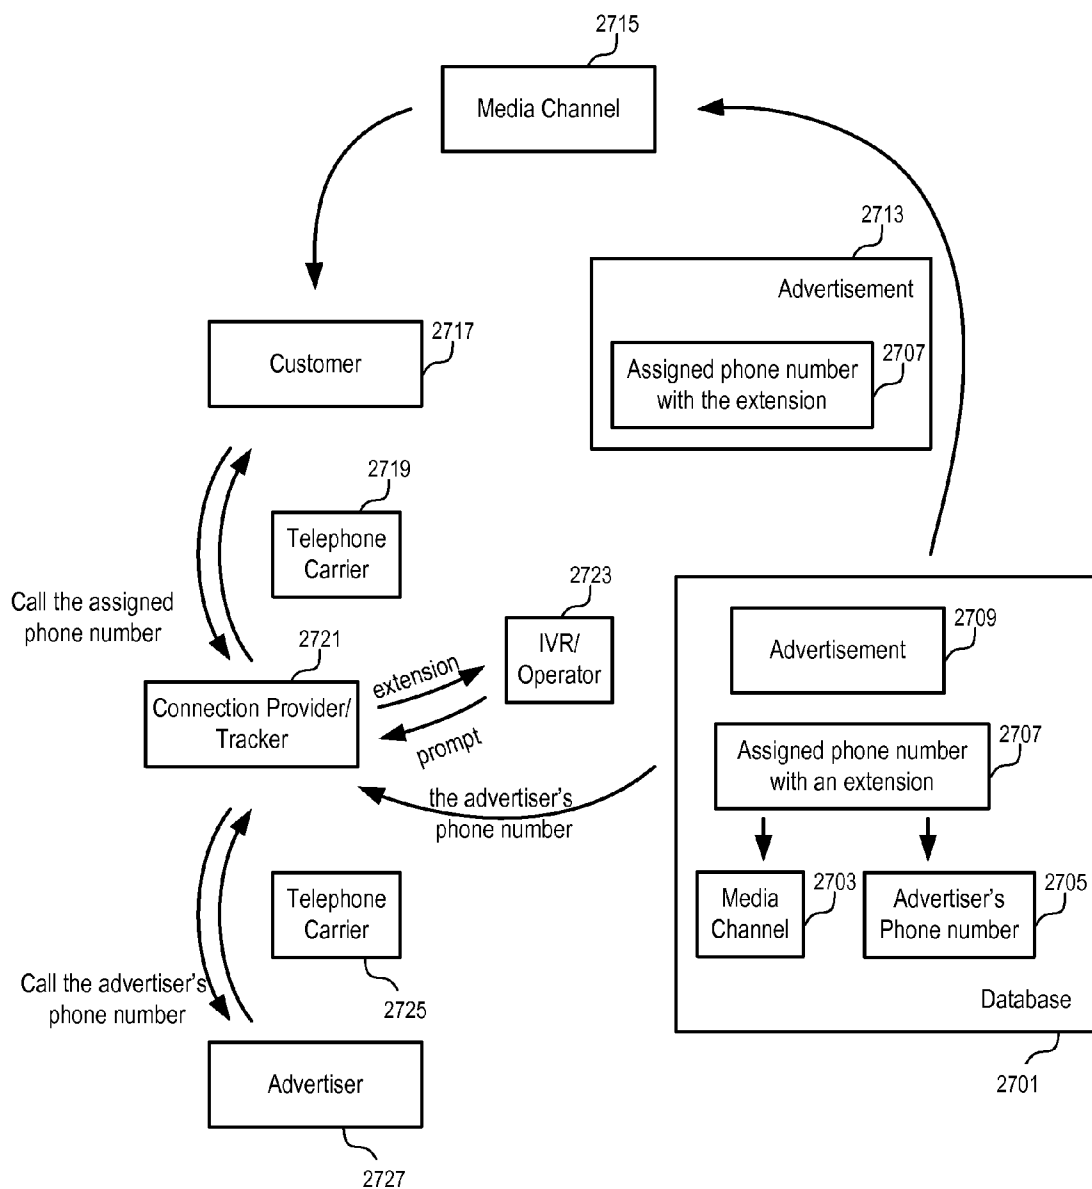 2715
Media Channel
2713
Advertisement
2717
Customer
2707
Assigned phone number
with the extension
2719
Telephone
Carrier
Call the assigned
phone number
2723
IVR/
Operator
2721
Connection Provider/
Tracker
extension
prompt
2709
Advertisement
2707
Assigned phone number
with an extension
the advertiser's
phone number
Media
Channel
2703
Advertiser's
Phone number
2705
Telephone
Carrier
2725
Call the advertiser's
phone number
Database
2701
Advertiser
2727